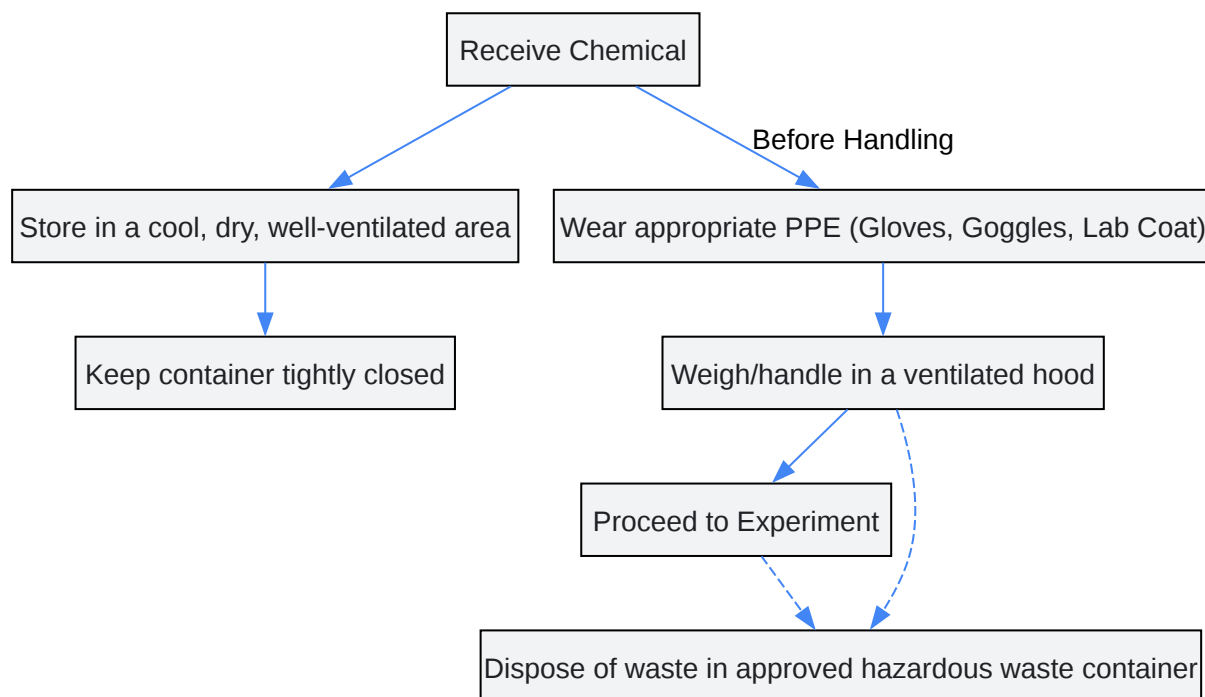 Receive Chemical
Before Handling
Store in a cool, dry, well-ventilated area
Wear appropriate PPE (Gloves, Goggles, Lab Coat)
Keep container tightly closed
Weigh/handle in a ventilated hood
Proceed to Experiment
Dispose of waste in approved hazardous waste container